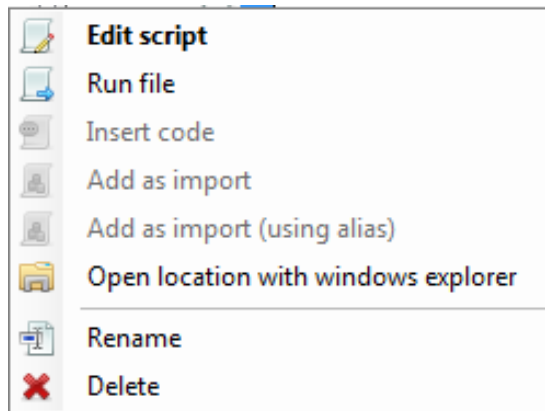 Edit script
Run file
Insert code
Add as import
Add as import (using alias)
Open location with windows explorer
Rename
Delete